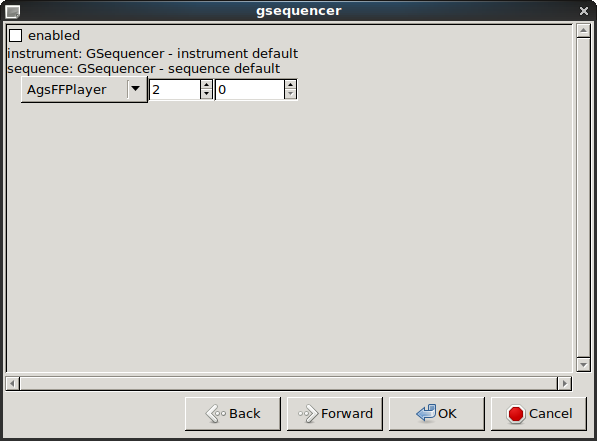 gsequencer
enabled
instrument: GSequencer - instrument default
sequence: GSequencer - sequence default
AgsFFPlayer 2 0
Back Forward OK Cancel